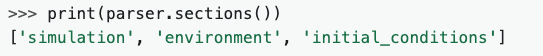 >>> print(parser.sections())
['simulation', 'environment', 'initial_conditions']